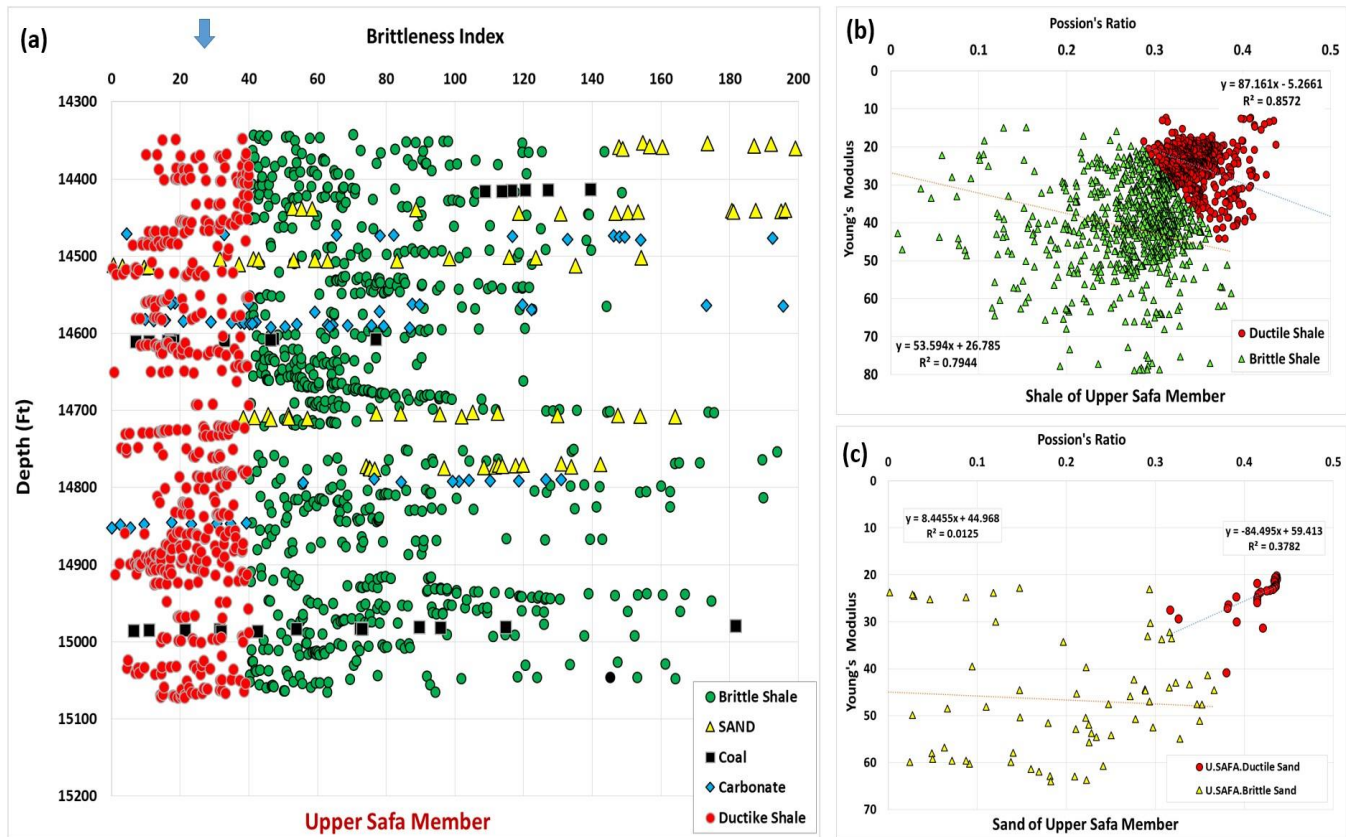 (a)
Brittleness Index
0 20 40 60 80 100 120 140 160 180 200
14300
14400
14500
14600
14700
14800
14900
15000
15100
15200
Depth (Ft)
Brittle Shale
SAND
Coal
Carbonate
Ductike Shale
Upper Safa Member
(b)
Possion's Ratio
0 0.1 0.2 0.3 0.4 0.5
0
10
20
30
40
50
60
70
80
Young's Modulus
y = 87.161x - 5.2661
R² = 0.8572
y = 53.594x + 26.785
R² = 0.7944
Ductile Shale
Brittle Shale
Shale of Upper Safa Member
(c)
Possion's Ratio
0 0.1 0.2 0.3 0.4 0.5
0
10
20
30
40
50
60
70
Young's Modulus
y = 8.4455x + 44.968
R² = 0.0125
y = -84.495x + 59.413
R² = 0.3782
U.SAFA.Ductile Sand
U.SAFA.Brittle Sand
Sand of Upper Safa Member